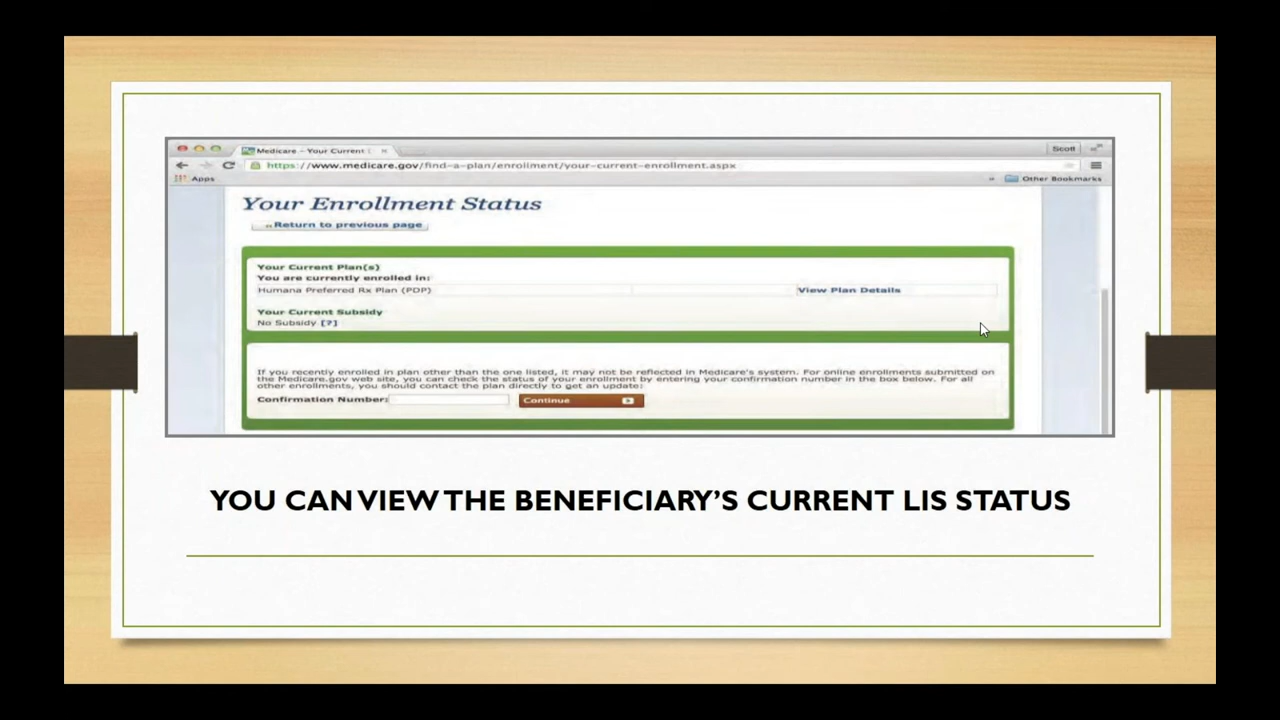 Medicare – Your Current
Scott
https://www.medicare.gov/find-a-plan/enrollment/your-current-enrollment.aspx
Apps
» Other Bookmarks
Your Enrollment Status
Return to previous page
Your Current Plan(s)
You are currently enrolled in:
Humana Preferred Rx Plan (PDP)
View Plan Details
Your Current Subsidy
No Subsidy [?]
If you recently enrolled in plan other than the one listed, it may not be reflected in Medicare's system. For online enrollments submitted on
the Medicare.gov web site, you can check the status of your enrollment by entering your confirmation number in the box below. For all
other enrollments, you should contact the plan directly to get an update:
Confirmation Number:
Continue
YOU CAN VIEW THE BENEFICIARY'S CURRENT LIS STATUS